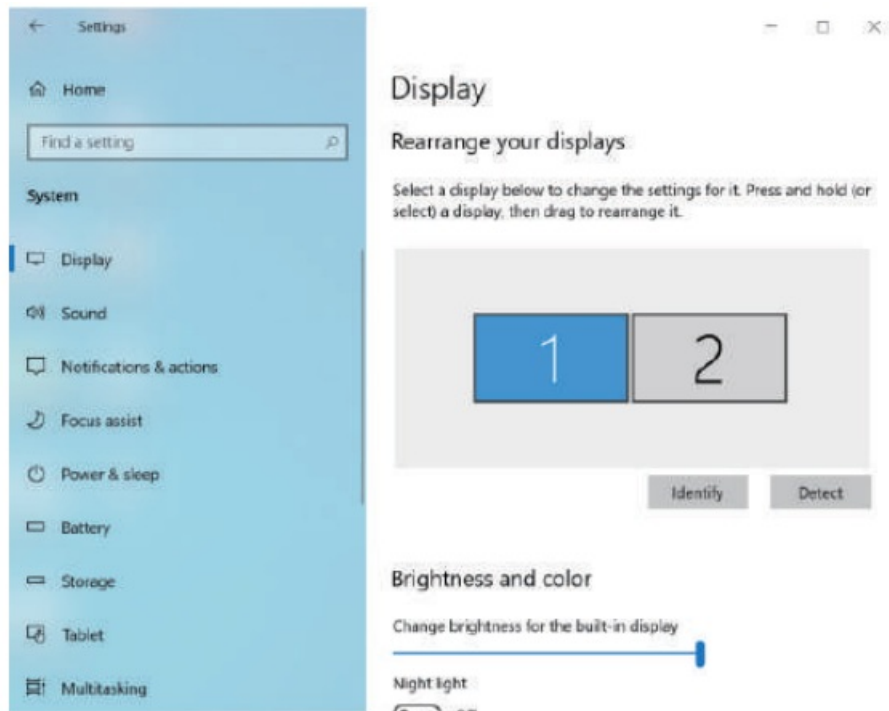 Settings
Home
Find a setting
System
Display
Sound
Notifications & actions
Focus assist
Power & sleep
Battery
Storage
Tablet
Multitasking
Display
Rearrange your displays
Select a display below to change the settings for it. Press and hold (or
select) a display, then drag to rearrange it.
1 2
Identify Detect
Brightness and color
Change brightness for the built-in display
Night light